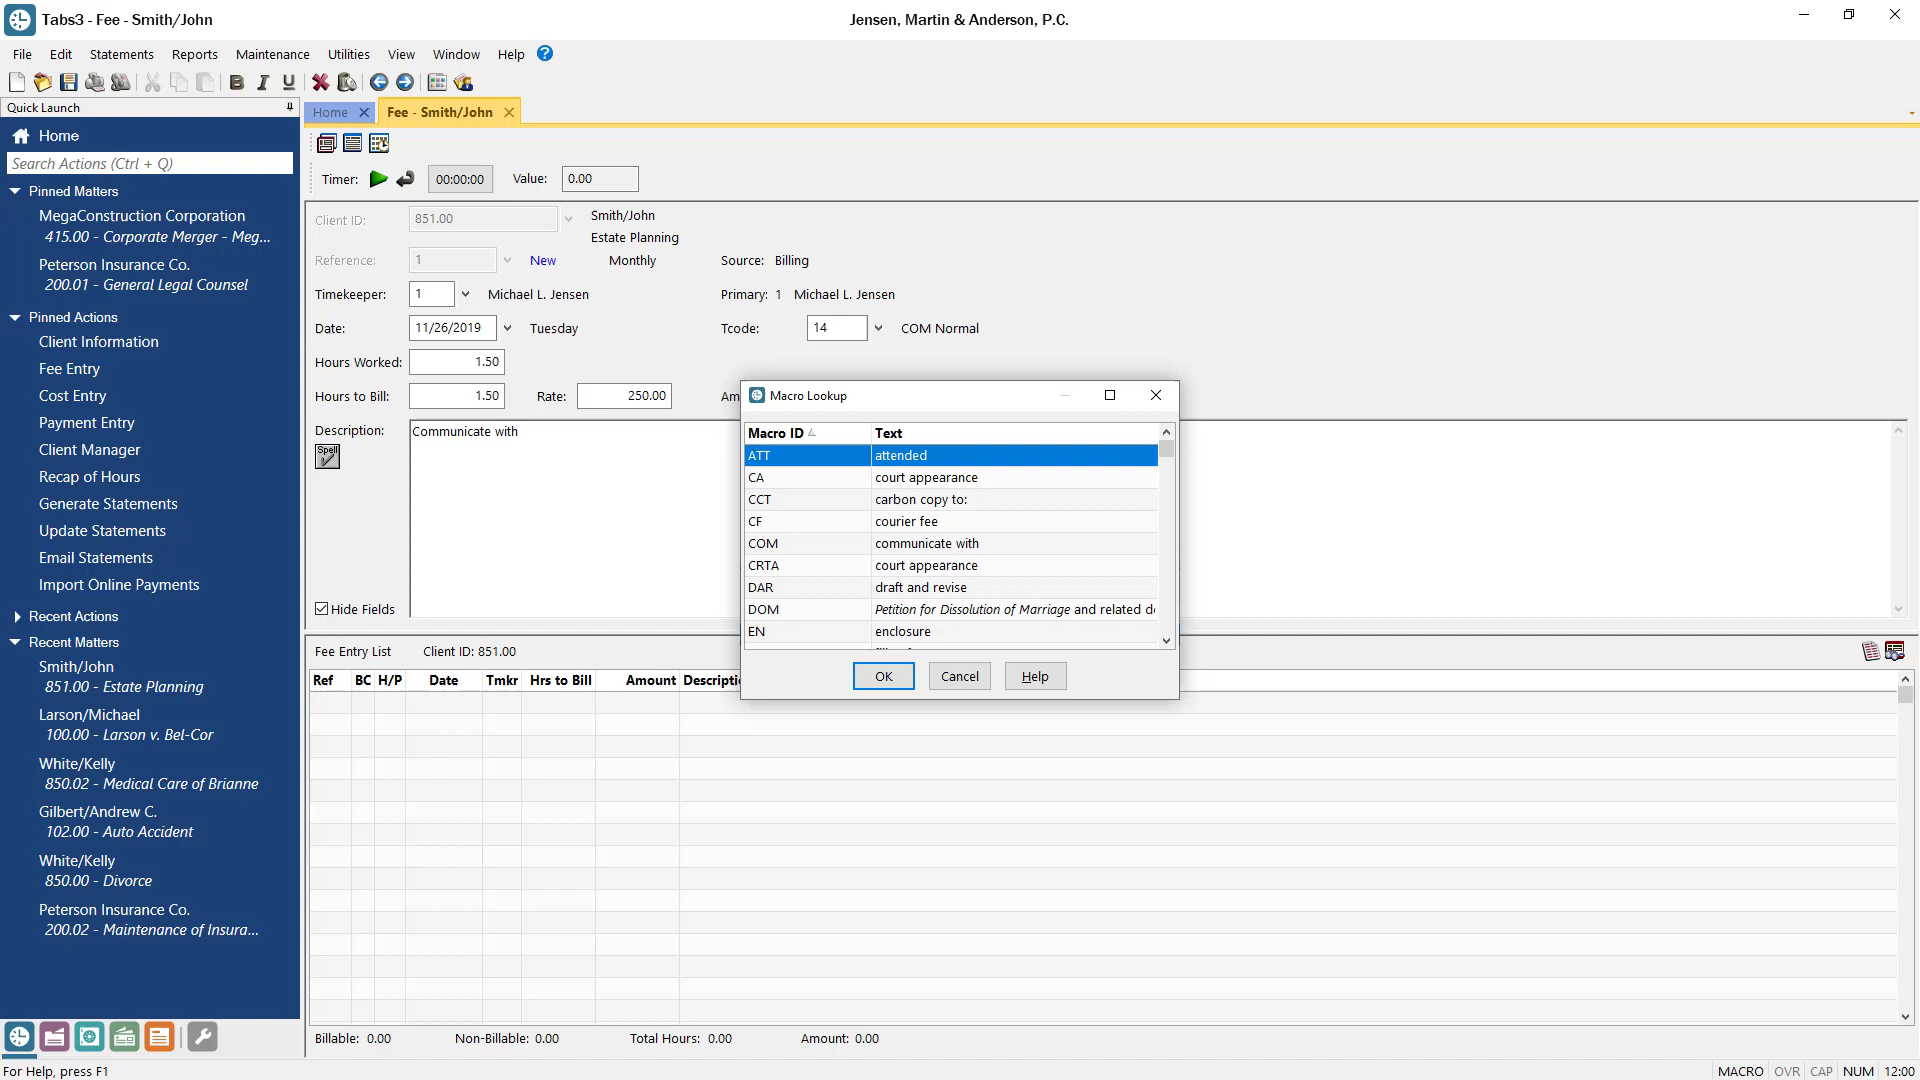 Tabs3 - Fee - Smith/John
Jensen, Martin & Anderson, P.C.
File Edit Statements Reports Maintenance Utilities View Window Help ?
B I U
Quick Launch
Home
Search Actions (Ctrl + Q)
Pinned Matters
MegaConstruction Corporation
415.00 - Corporate Merger - Meg...
Peterson Insurance Co.
200.01 - General Legal Counsel
Pinned Actions
Client Information
Fee Entry
Cost Entry
Payment Entry
Client Manager
Recap of Hours
Generate Statements
Update Statements
Email Statements
Import Online Payments
Recent Actions
Recent Matters
Smith/John
851.00 - Estate Planning
Larson/Michael
100.00 - Larson v. Bel-Cor
White/Kelly
850.02 - Medical Care of Brianne
Gilbert/Andrew C.
102.00 - Auto Accident
White/Kelly
850.00 - Divorce
Peterson Insurance Co.
200.02 - Maintenance of Insura...
Home Fee - Smith/John
Timer: 00:00:00 Value: 0.00
Client ID: 851.00 Smith/John
Estate Planning
Reference: 1 New Monthly Source: Billing
Timekeeper: 1 Michael L. Jensen Primary: 1 Michael L. Jensen
Date: 11/26/2019 Tuesday Tcode: 14 COM Normal
Hours Worked: 1.50
Hours to Bill: 1.50 Rate: 250.00 Am
Description: Communicate with
Spell
Hide Fields
Macro Lookup
Macro ID Text
ATT attended
CA court appearance
CCT carbon copy to:
CF courier fee
COM communicate with
CRTA court appearance
DAR draft and revise
DOM Petition for Dissolution of Marriage and related d
EN enclosure
OK Cancel Help
Fee Entry List Client ID: 851.00
Ref BC H/P Date Tmkr Hrs to Bill Amount Descripti
Billable: 0.00 Non-Billable: 0.00 Total Hours: 0.00 Amount: 0.00
For Help, press F1
MACRO OVR CAP NUM 12:00